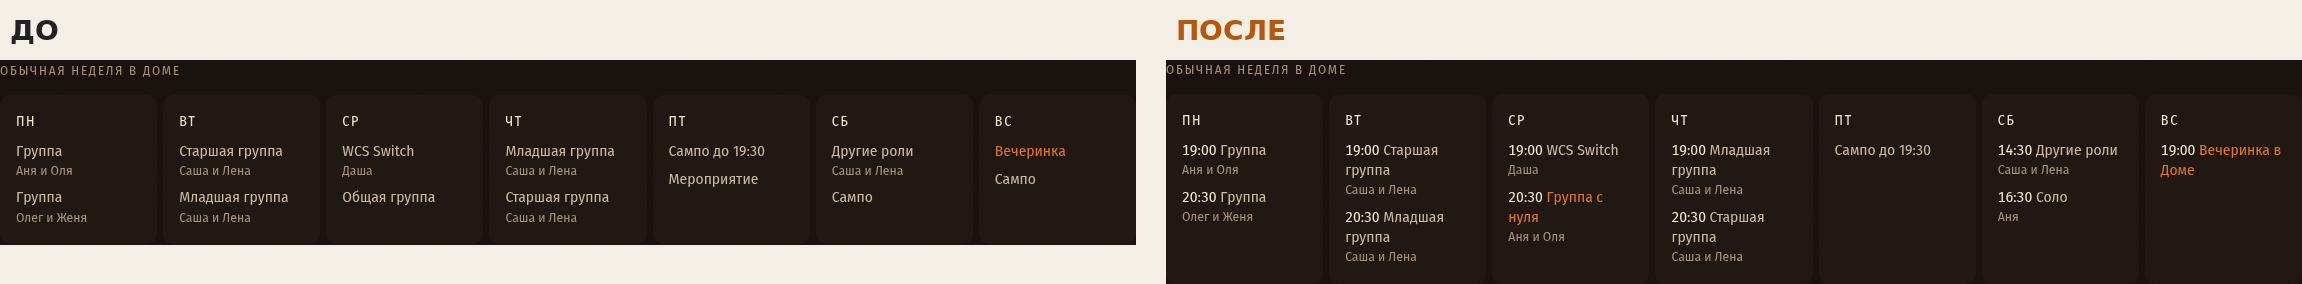 ДО
ОБЫЧНАЯ НЕДЕЛЯ В ДОМЕ
ПН
Группа
Аня и Оля
Группа
Олег и Женя
ВТ
Старшая группа
Саша и Лена
Младшая группа
Саша и Лена
СР
WCS Switch
Даша
Общая группа
ЧТ
Младшая группа
Саша и Лена
Старшая группа
Саша и Лена
ПТ
Сампо до 19:30
Мероприятие
СБ
Другие роли
Саша и Лена
Сампо
ВС
Вечеринка
Сампо
ПОСЛЕ
ОБЫЧНАЯ НЕДЕЛЯ В ДОМЕ
ПН
19:00 Группа
Аня и Оля
20:30 Группа
Олег и Женя
ВТ
19:00 Старшая
группа
Саша и Лена
20:30 Младшая
группа
Саша и Лена
СР
19:00 WCS Switch
Даша
20:30 Группа с
нуля
Аня и Оля
ЧТ
19:00 Младшая
группа
Саша и Лена
20:30 Старшая
группа
Саша и Лена
ПТ
Сампо до 19:30
СБ
14:30 Другие роли
Саша и Лена
16:30 Соло
Аня
ВС
19:00 Вечеринка в
Доме